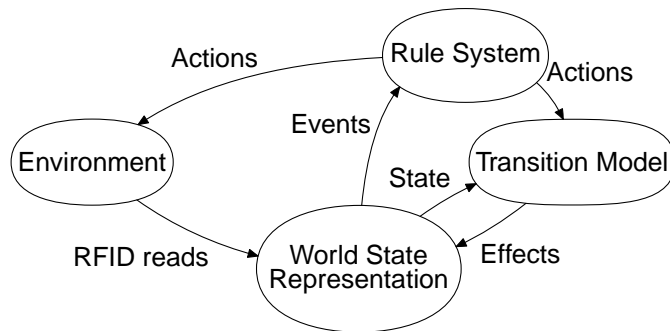 Rule System
Actions
Actions
Events
Environment
Transition Model
State
RFID reads
World State
Representation
Effects